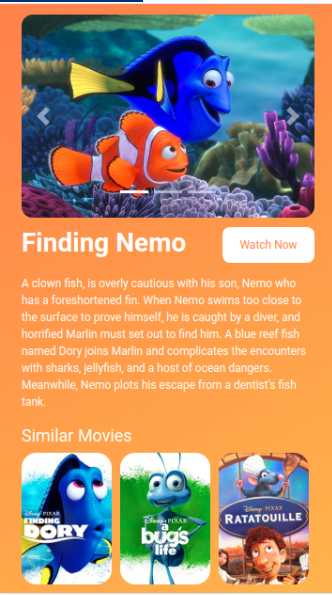 Finding Nemo
Watch Now
A clown fish, is overly cautious with his son, Nemo who
has a foreshortened fin. When Nemo swims too close to
the surface to prove himself, he is caught by a diver, and
horrified Marlin must set out to find him. A blue reef fish
named Dory joins Marlin and complicates the encounters
with sharks, jellyfish, and a host of ocean dangers.
Meanwhile, Nemo plots his escape from a dentist's fish
tank.
Similar Movies
Disney · PIXAR
FINDING
DORY
Disney · PIXAR
a
bug's
life
Disney · PIXAR
RATATOUILLE